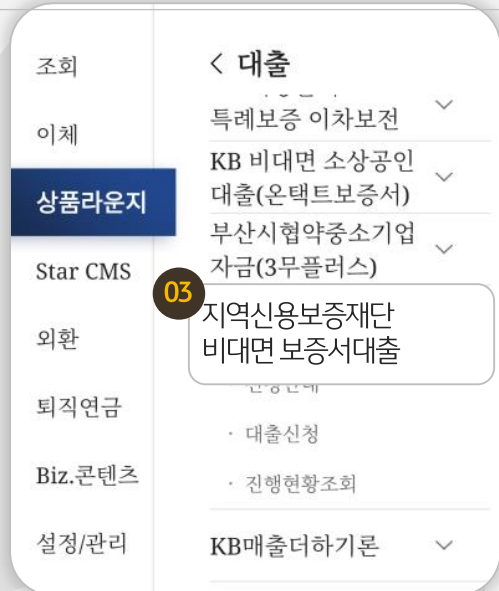 조회
이체
상품라운지
Star CMS
외환
퇴직연금
Biz.콘텐츠
설정/관리
< 대출
특례보증 이차보전
KB 비대면 소상공인
대출(온택트보증서)
부산시협약중소기업
자금(3무플러스)
03
지역신용보증재단
비대면 보증서대출
· 대출신청
· 진행현황조회
KB매출더하기론